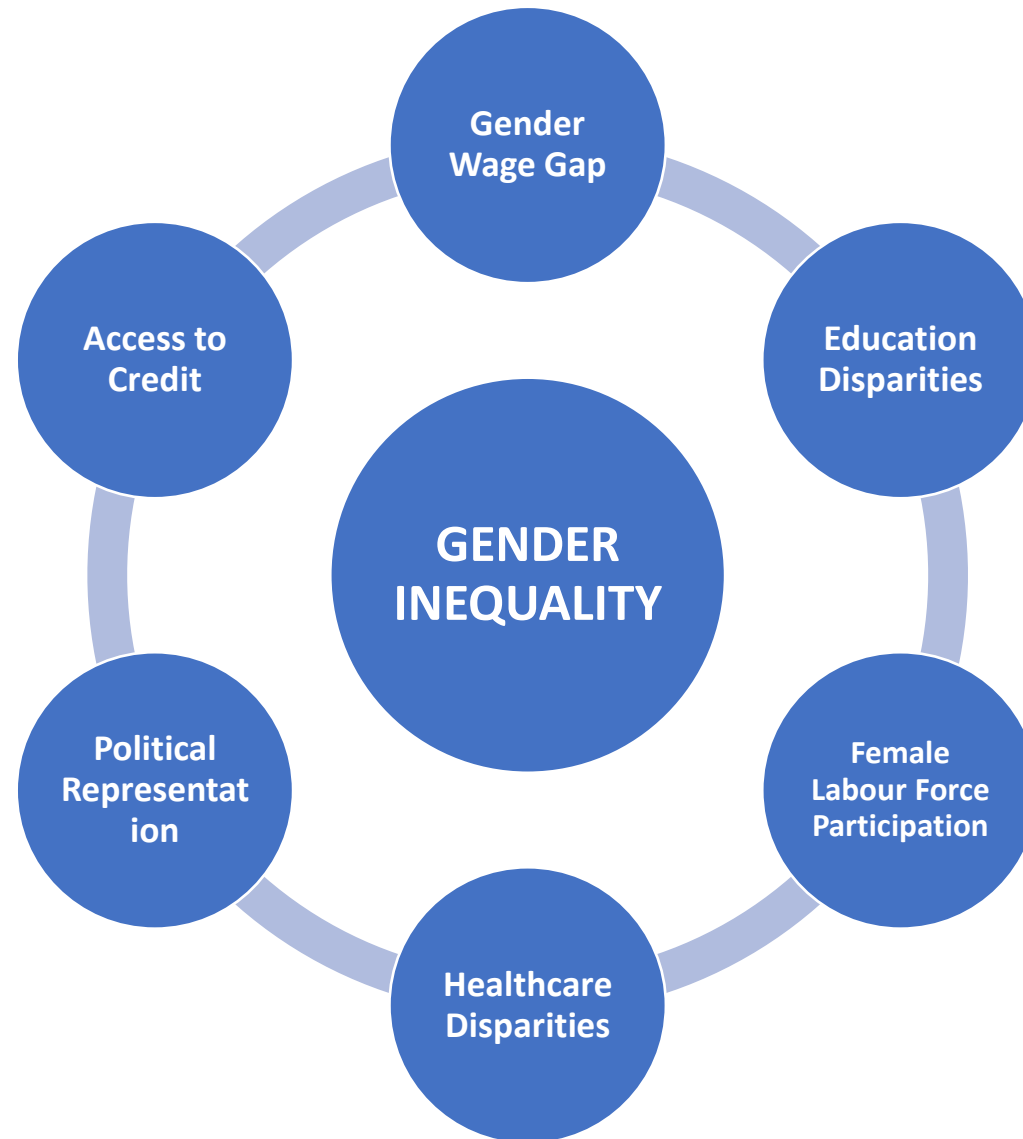 Gender
Wage Gap
Education
Disparities
Female
Labour Force
Participation
Healthcare
Disparities
Political
Representat
ion
Access to
Credit
GENDER
INEQUALITY